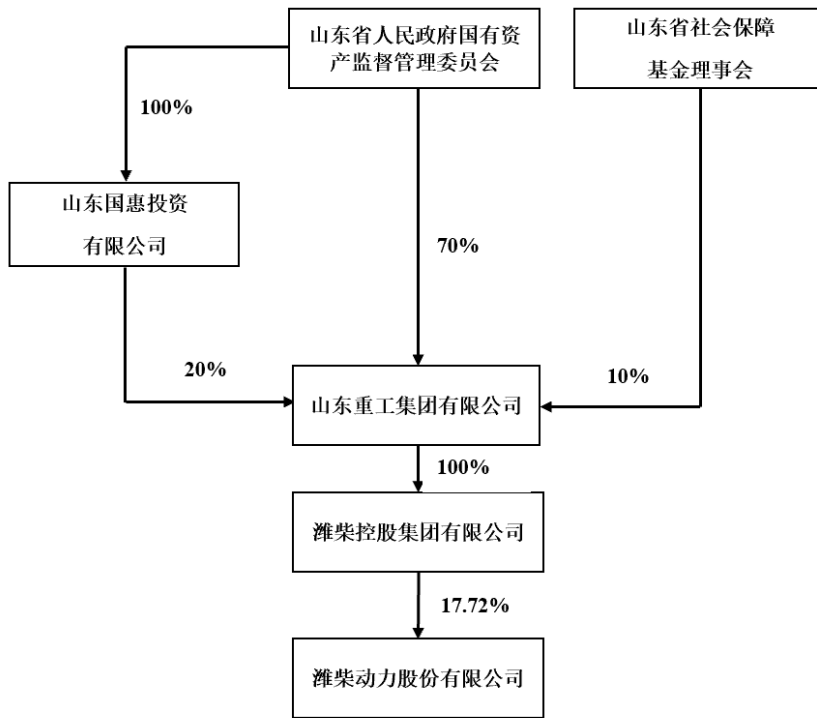 山东省人民政府国有资
产监督管理委员会
山东省社会保障
基金理事会
100%
山东国惠投资
有限公司
70%
20%
山东重工集团有限公司
10%
100%
潍柴控股集团有限公司
17.72%
潍柴动力股份有限公司